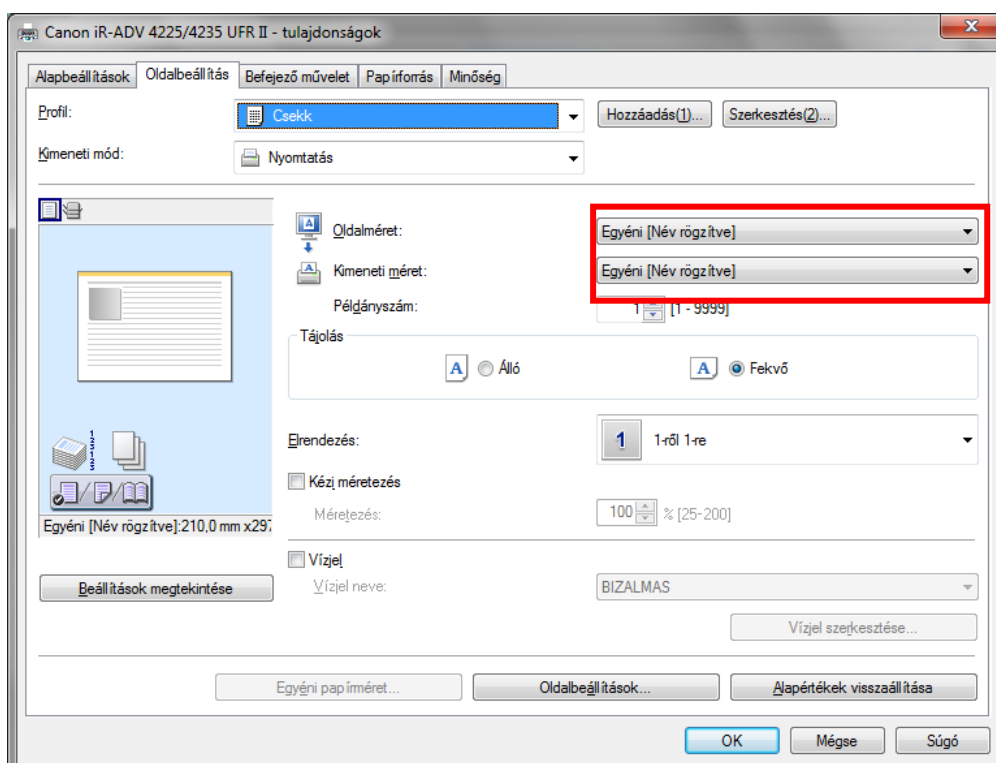 Canon iR-ADV 4225/4235 UFR II - tulajdonságok
Alapbeállítások Oldalbeállítás Befejező művelet Papírforrás Minőség
Profil: Csekk Hozzáadás(1)... Szerkesztés(2)...
Kimeneti mód: Nyomtatás
Oldalméret: Egyéni [Név rögzítve]
Kimeneti méret: Egyéni [Név rögzítve]
Példányszám: 1 [1 - 9999]
Tájolás
A Álló A Fekvő
Elrendezés: 1 1-ről 1-re
Kézi méretezés
Méretezés: 100 % [25-200]
Egyéni [Név rögzítve]:210,0 mm x297
Vízjel
Beállítások megtekintése Vízjel neve: BIZALMAS
Vízjel szerkesztése...
Egyéni papírméret... Oldalbeállítások... Alapértékek visszaállítása
OK Mégse Súgó